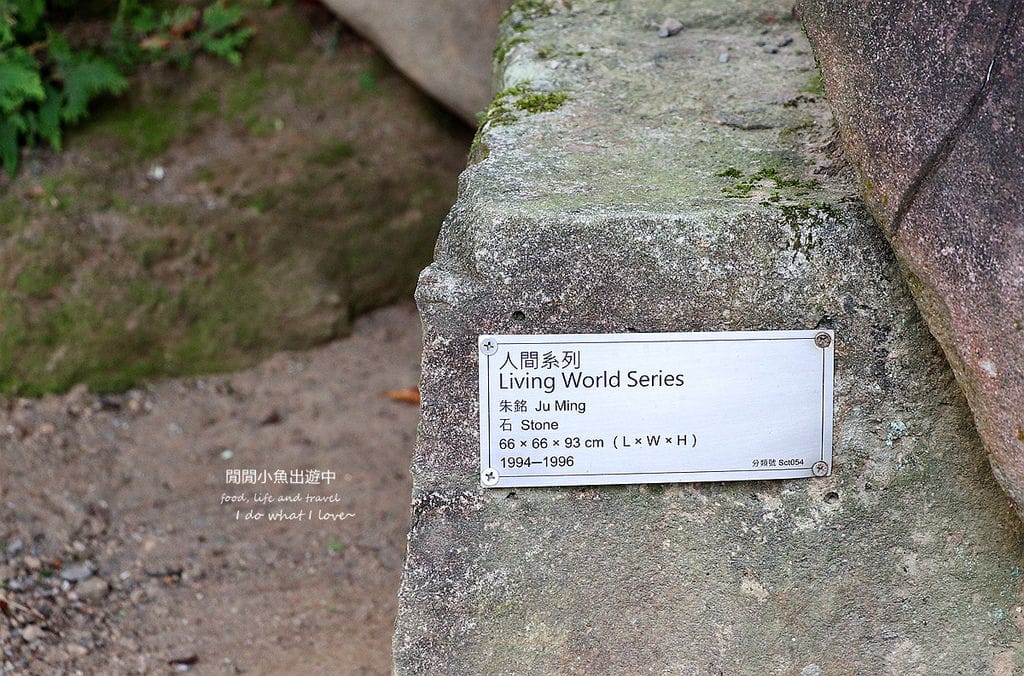 人間系列
Living World Series
朱銘 Ju Ming
石 Stone
66 × 66 × 93 cm ( L × W × H )
1994—1996
分類號 Sct054
閒閒小魚出遊中
food, life and travel
I do what I love~